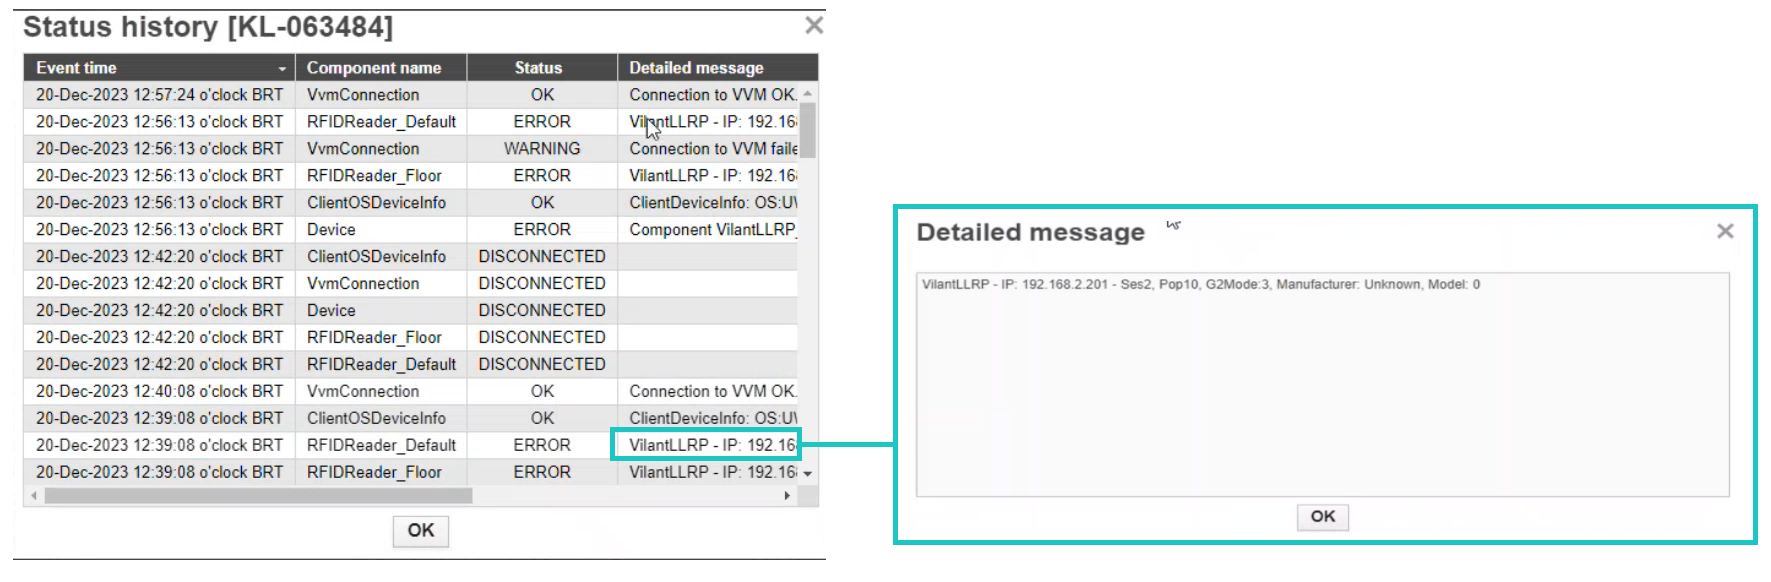 Status history [KL-063484]
Event time Component name Status Detailed message
20-Dec-2023 12:57:24 o'clock BRT VvmConnection OK Connection to VVM OK.
20-Dec-2023 12:56:13 o'clock BRT RFIDReader_Default ERROR VilantLLRP - IP: 192.16
20-Dec-2023 12:56:13 o'clock BRT VvmConnection WARNING Connection to VVM faile
20-Dec-2023 12:56:13 o'clock BRT RFIDReader_Floor ERROR VilantLLRP - IP: 192.16
20-Dec-2023 12:56:13 o'clock BRT ClientOSDeviceInfo OK ClientDeviceInfo: OS:U
20-Dec-2023 12:56:13 o'clock BRT Device ERROR Component VilantLLRP_
20-Dec-2023 12:42:20 o'clock BRT ClientOSDeviceInfo DISCONNECTED
20-Dec-2023 12:42:20 o'clock BRT VvmConnection DISCONNECTED
20-Dec-2023 12:42:20 o'clock BRT Device DISCONNECTED
20-Dec-2023 12:42:20 o'clock BRT RFIDReader_Floor DISCONNECTED
20-Dec-2023 12:42:20 o'clock BRT RFIDReader_Default DISCONNECTED
20-Dec-2023 12:40:08 o'clock BRT VvmConnection OK Connection to VVM OK.
20-Dec-2023 12:39:08 o'clock BRT ClientOSDeviceInfo OK ClientDeviceInfo: OS:U
20-Dec-2023 12:39:08 o'clock BRT RFIDReader_Default ERROR VilantLLRP - IP: 192.16
20-Dec-2023 12:39:08 o'clock BRT RFIDReader_Floor ERROR VilantLLRP - IP: 192.16
OK
Detailed message
VilantLLRP - IP: 192.168.2.201 - Ses2, Pop10, G2Mode:3, Manufacturer: Unknown, Model: 0
OK